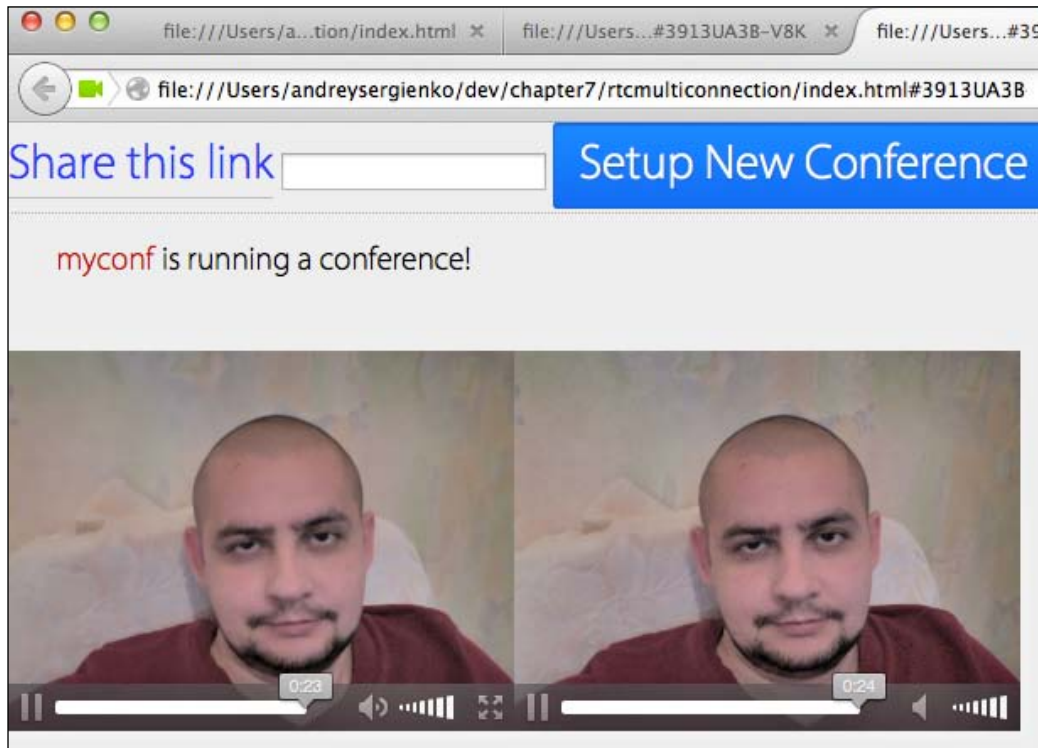 file:///Users/a...tion/index.html
file:///Users...#3913UA3B-V8K
file:///Users...#39
file:///Users/andreysergienko/dev/chapter7/rtcmulticonnection/index.html#3913UA3B
Share this link
Setup New Conference
myconf is running a conference!
0:23
0:24